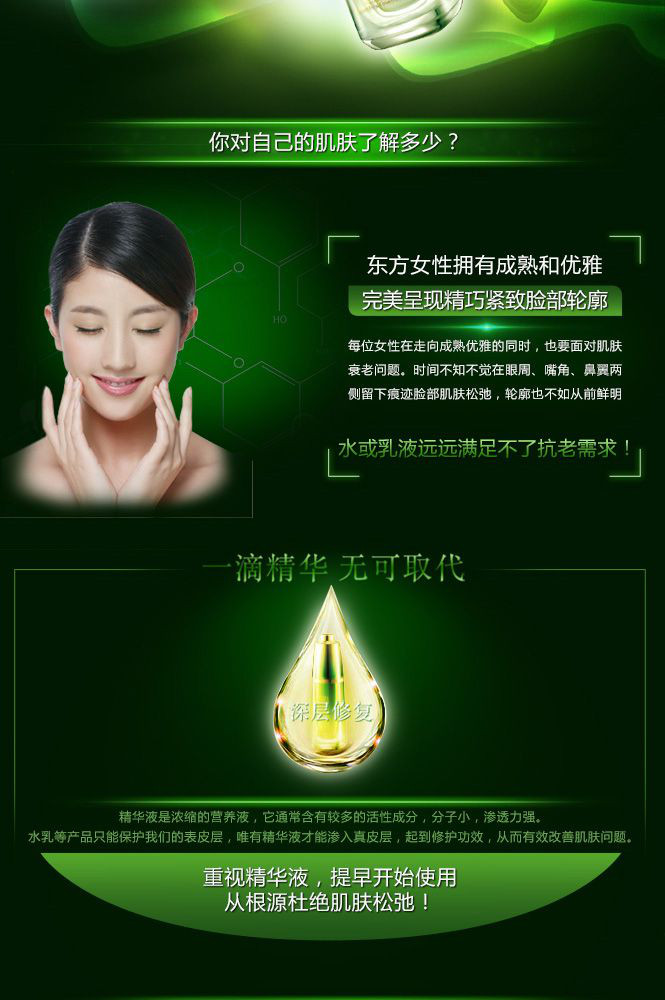 你对自己的肌肤了解多少？
东方女性拥有成熟和优雅
完美呈现精巧紧致脸部轮廓
每位女性在走向成熟优雅的同时，也要面对肌肤
衰老问题。时间不知不觉在眼周、嘴角、鼻翼两
侧留下痕迹脸部肌肤松弛，轮廓也不如从前鲜明
水或乳液远远满足不了抗老需求！
HO
一滴精华 无可取代
深层修复
精华液是浓缩的营养液，它通常含有较多的活性成分，分子小，渗透力强。
水乳等产品只能保护我们的表皮层，唯有精华液才能渗入真皮层，起到修护功效，从而有效改善肌肤问题。
重视精华液，提早开始使用
从根源杜绝肌肤松弛！